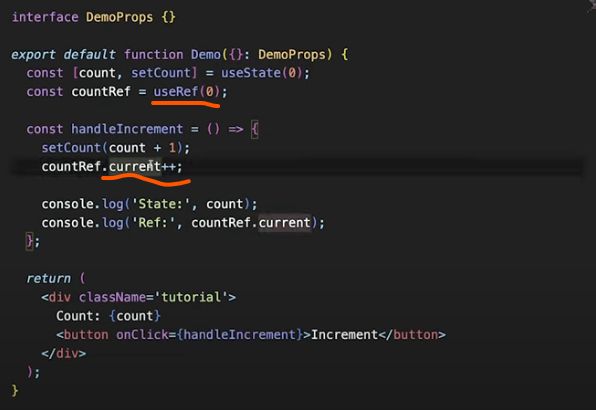 interface DemoProps {}
export default function Demo({}: DemoProps) {
const [count, setCount] = useState(0);
const countRef = useRef(0);
const handleIncrement = () => {
setCount(count + 1);
countRef.current++;
console.log('State:', count);
console.log('Ref:', countRef.current);
};
return (
<div className='tutorial'>
Count: {count}
<button onClick={handleIncrement}>Increment</button>
</div>
);
}